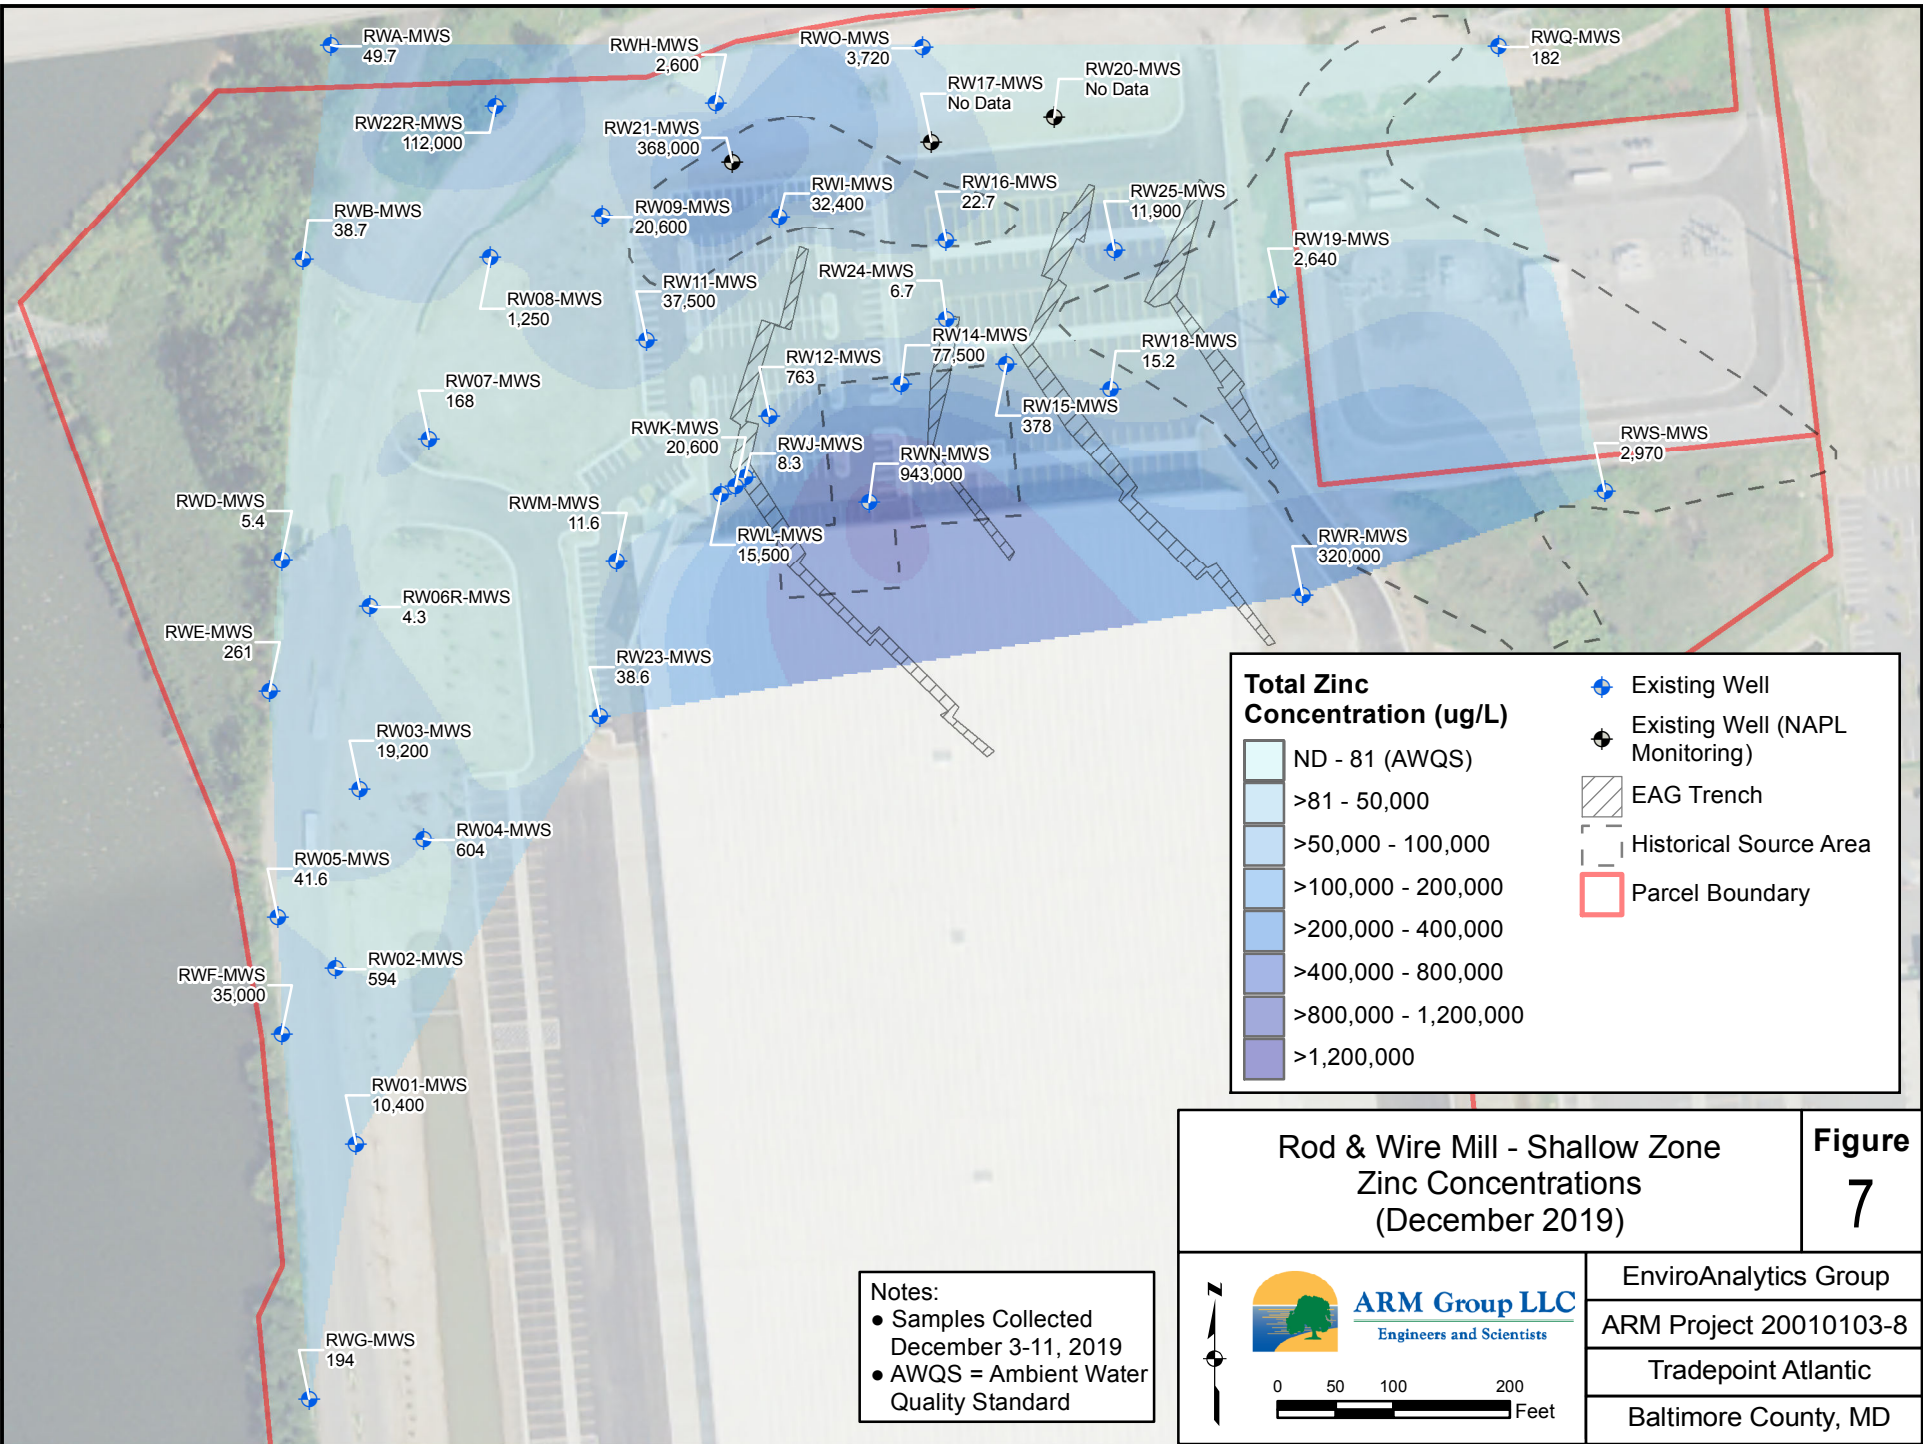 RWA-MWS
49.7
RWH-MWS
2,600
RWO-MWS
3,720
RWQ-MWS
182
RW17-MWS
No Data
RW20-MWS
No Data
RW22R-MWS
112,000
RW21-MWS
368,000
RWI-MWS
32,400
RW16-MWS
22.7
RW25-MWS
11,900
RWB-MWS
38.7
RW09-MWS
20,600
RW19-MWS
2,640
RW08-MWS
1,250
RW11-MWS
37,500
RW24-MWS
6.7
RW14-MWS
77,500
RW18-MWS
15.2
RW12-MWS
763
RW07-MWS
168
RW15-MWS
378
RWK-MWS
20,600
RWJ-MWS
8.3
RWN-MWS
943,000
RWS-MWS
2,970
RWD-MWS
5.4
RWM-MWS
11.6
RWL-MWS
15,500
RWR-MWS
320,000
RW06R-MWS
4.3
RWE-MWS
261
RW23-MWS
38.6
RW03-MWS
19,200
RW04-MWS
604
RW05-MWS
41.6
RW02-MWS
594
RWF-MWS
35,000
RW01-MWS
10,400
RWG-MWS
194
Total Zinc
Concentration (ug/L)
ND - 81 (AWQS)
>81 - 50,000
>50,000 - 100,000
>100,000 - 200,000
>200,000 - 400,000
>400,000 - 800,000
>800,000 - 1,200,000
>1,200,000
Existing Well
Existing Well (NAPL
Monitoring)
EAG Trench
Historical Source Area
Parcel Boundary
Rod & Wire Mill - Shallow Zone
Zinc Concentrations
(December 2019)
Figure
7
Notes:
● Samples Collected
December 3-11, 2019
● AWQS = Ambient Water
Quality Standard
N
ARM Group LLC
Engineers and Scientists
0 50 100 200
Feet
EnviroAnalytics Group
ARM Project 20010103-8
Tradepoint Atlantic
Baltimore County, MD